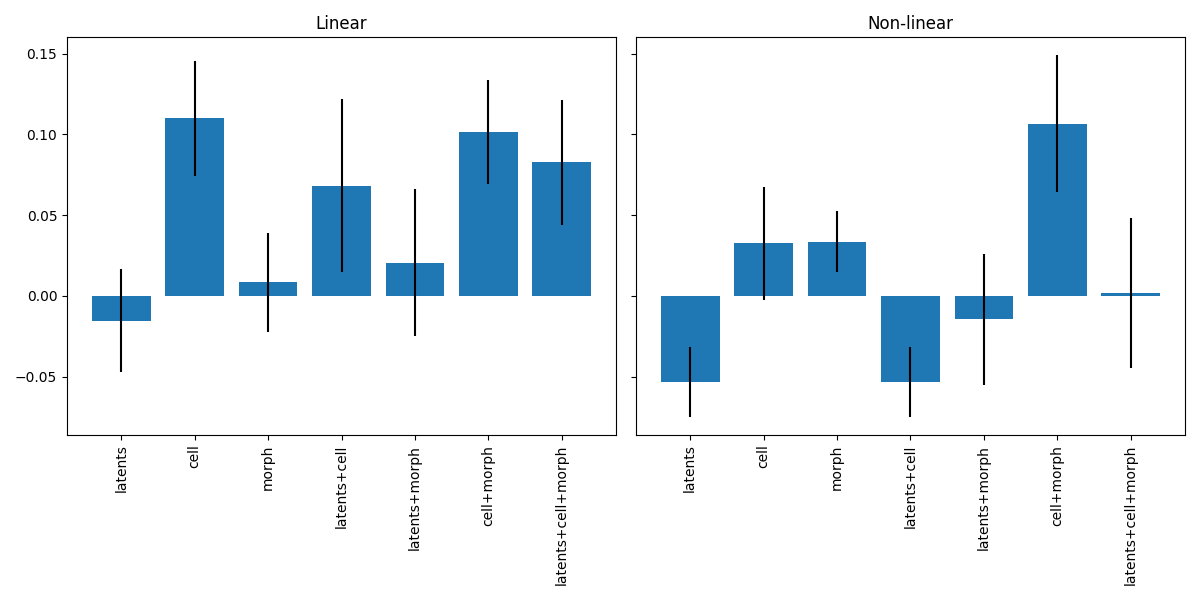 Linear
Non-linear
0.15
0.10
0.05
0.00
−0.05
latents
cell
morph
latents+cell
latents+morph
cell+morph
latents+cell+morph
latents
cell
morph
latents+cell
latents+morph
cell+morph
latents+cell+morph